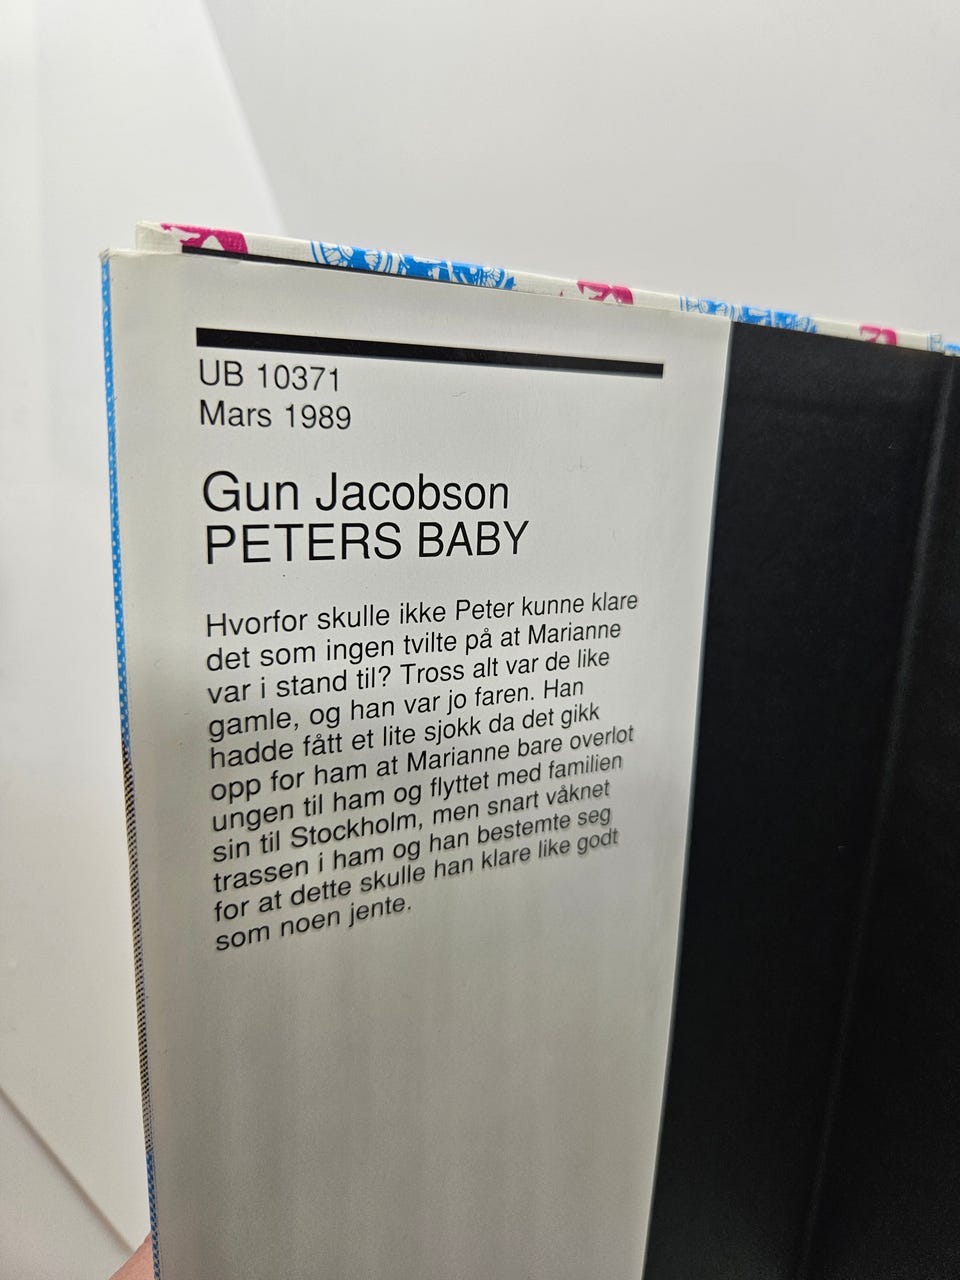 UB 10371
Mars 1989
Gun Jacobson
PETERS BABY
Hvorfor skulle ikke Peter kunne klare
det som ingen tvilte på at Marianne
var i stand til? Tross alt var de like
gamle, og han var jo faren. Han
hadde fått et lite sjokk da det gikk
opp for ham at Marianne bare overlot
ungen til ham og flyttet med familien
sin til Stockholm, men snart våknet
trassen i ham og han bestemte seg
for at dette skulle han klare like godt
som noen jente.